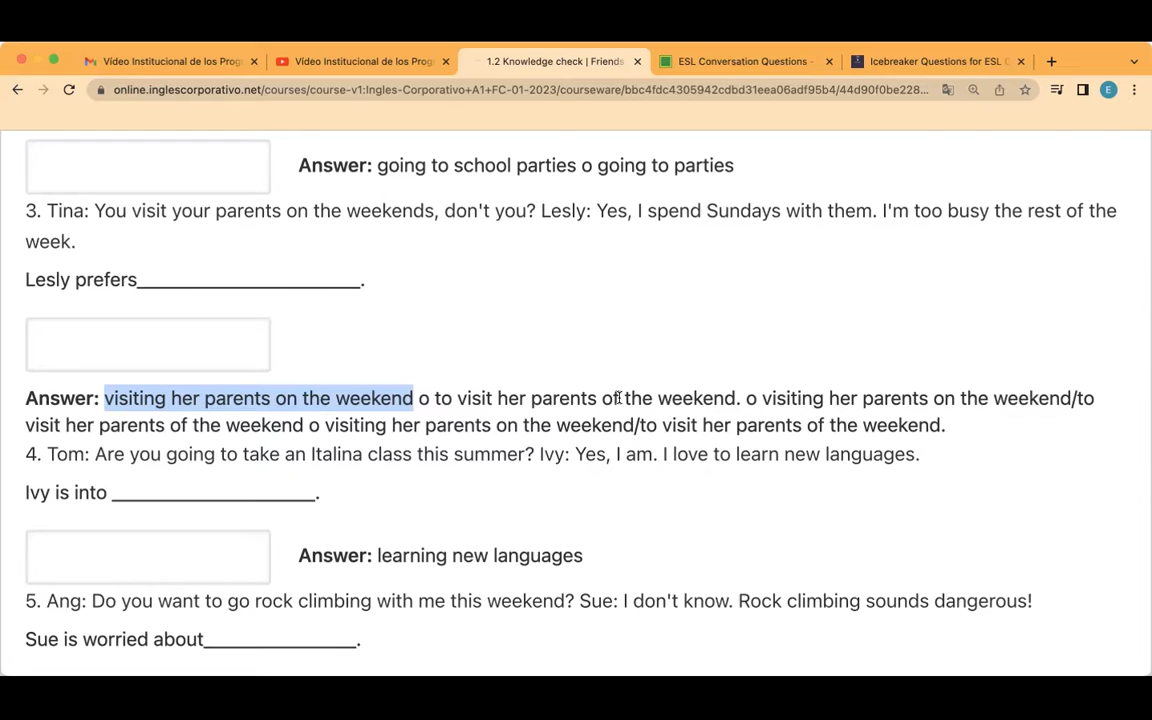 Vídeo Institucional de los Prog
Vídeo Institucional de los Prog
1.2 Knowledge check | Friends
ESL Conversation Questions -
Icebreaker Questions for ESL C
online.inglescorporativo.net/courses/course-v1:Ingles-Corporativo+A1+FC-01-2023/courseware/bbc4fdc4305942cdbd31eea06adf95b4/44d90f0be228...
E
Answer: going to school parties o going to parties
3. Tina: You visit your parents on the weekends, don't you? Lesly: Yes, I spend Sundays with them. I'm too busy the rest of the
week.
Lesly prefers____________________.
Answer: visiting her parents on the weekend o to visit her parents of the weekend. o visiting her parents on the weekend/to
visit her parents of the weekend o visiting her parents on the weekend/to visit her parents of the weekend.
4. Tom: Are you going to take an Italina class this summer? Ivy: Yes, I am. I love to learn new languages.
Ivy is into __________________.
Answer: learning new languages
5. Ang: Do you want to go rock climbing with me this weekend? Sue: I don't know. Rock climbing sounds dangerous!
Sue is worried about______________.